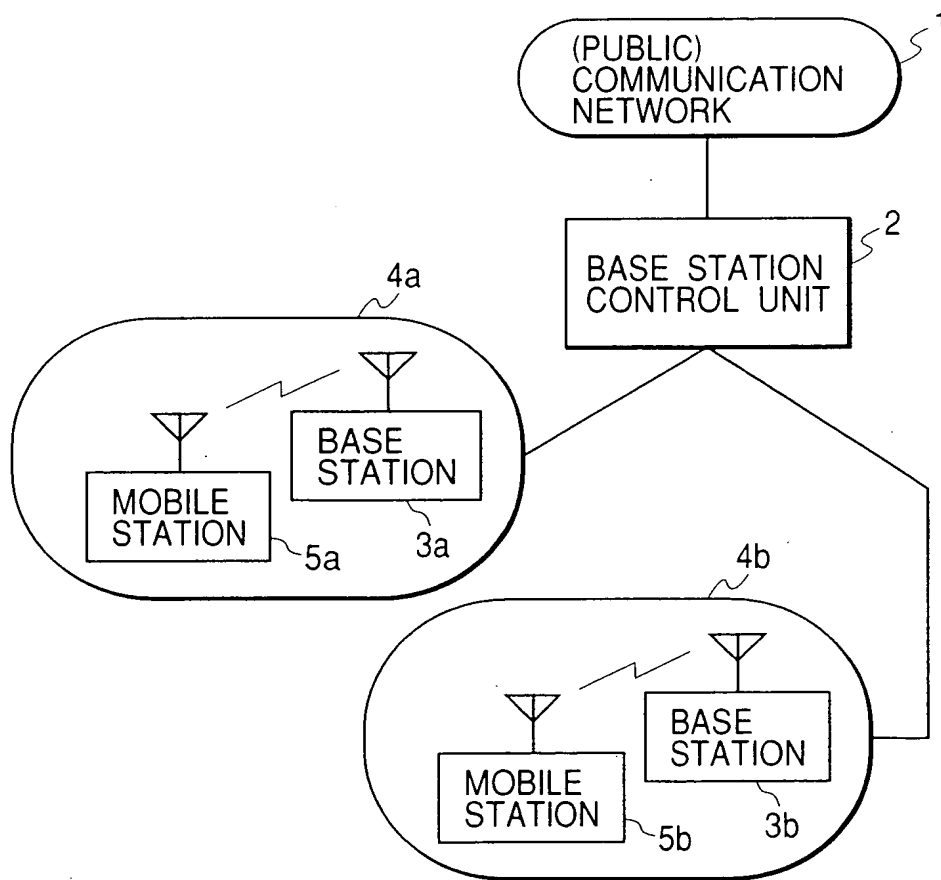 1
(PUBLIC)
COMMUNICATION
NETWORK
2
BASE STATION
CONTROL UNIT
4a
BASE
STATION
3a
MOBILE
STATION
5a
4b
BASE
STATION
3b
MOBILE
STATION
5b